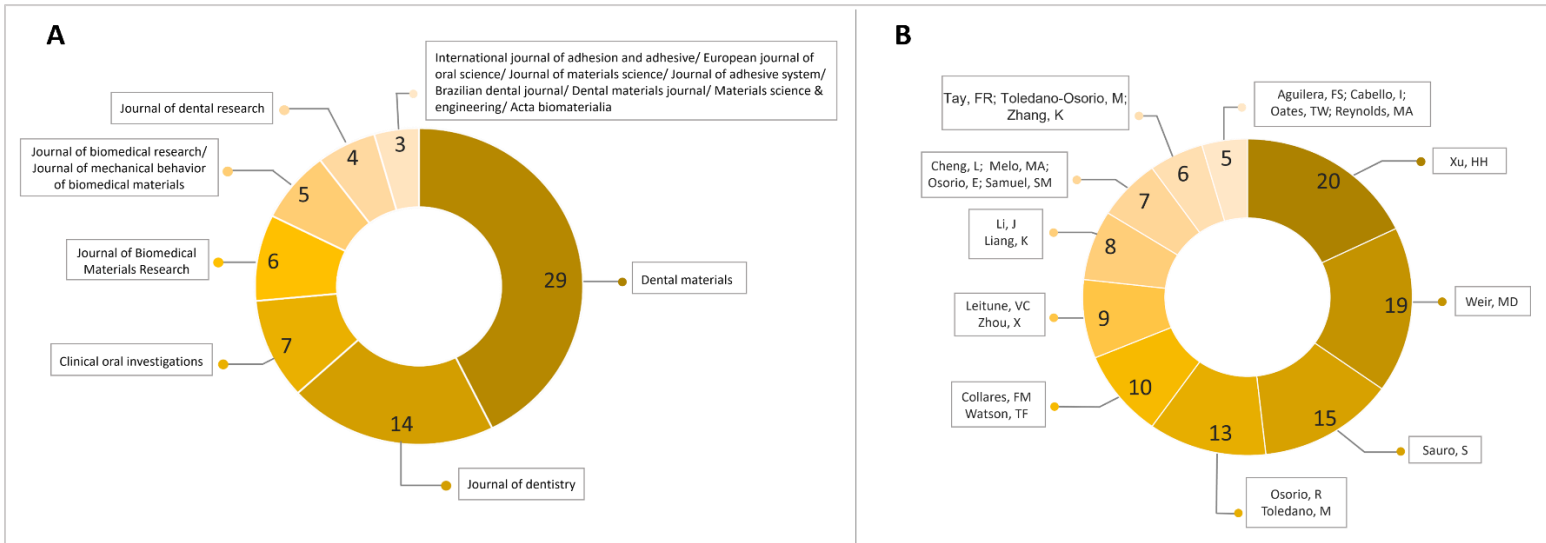 A
International journal of adhesion and adhesive/ European journal of
oral science/ Journal of materials science/ Journal of adhesive system/
Brazilian dental journal/ Dental materials journal/ Materials science &
engineering/ Acta biomaterialia
Journal of dental research
Journal of biomedical research/
Journal of mechanical behavior
of biomedical materials
Journal of Biomedical
Materials Research
Clinical oral investigations
Journal of dentistry
Dental materials
3
4
5
6
7
14
29
B
Tay, FR; Toledano-Osorio, M;
Zhang, K
Aguilera, FS; Cabello, I;
Oates, TW; Reynolds, MA
Cheng, L; Melo, MA;
Osorio, E; Samuel, SM
Li, J
Liang, K
Leitune, VC
Zhou, X
Collares, FM
Watson, TF
Osorio, R
Toledano, M
Sauro, S
Weir, MD
Xu, HH
5
6
7
8
9
10
13
15
19
20